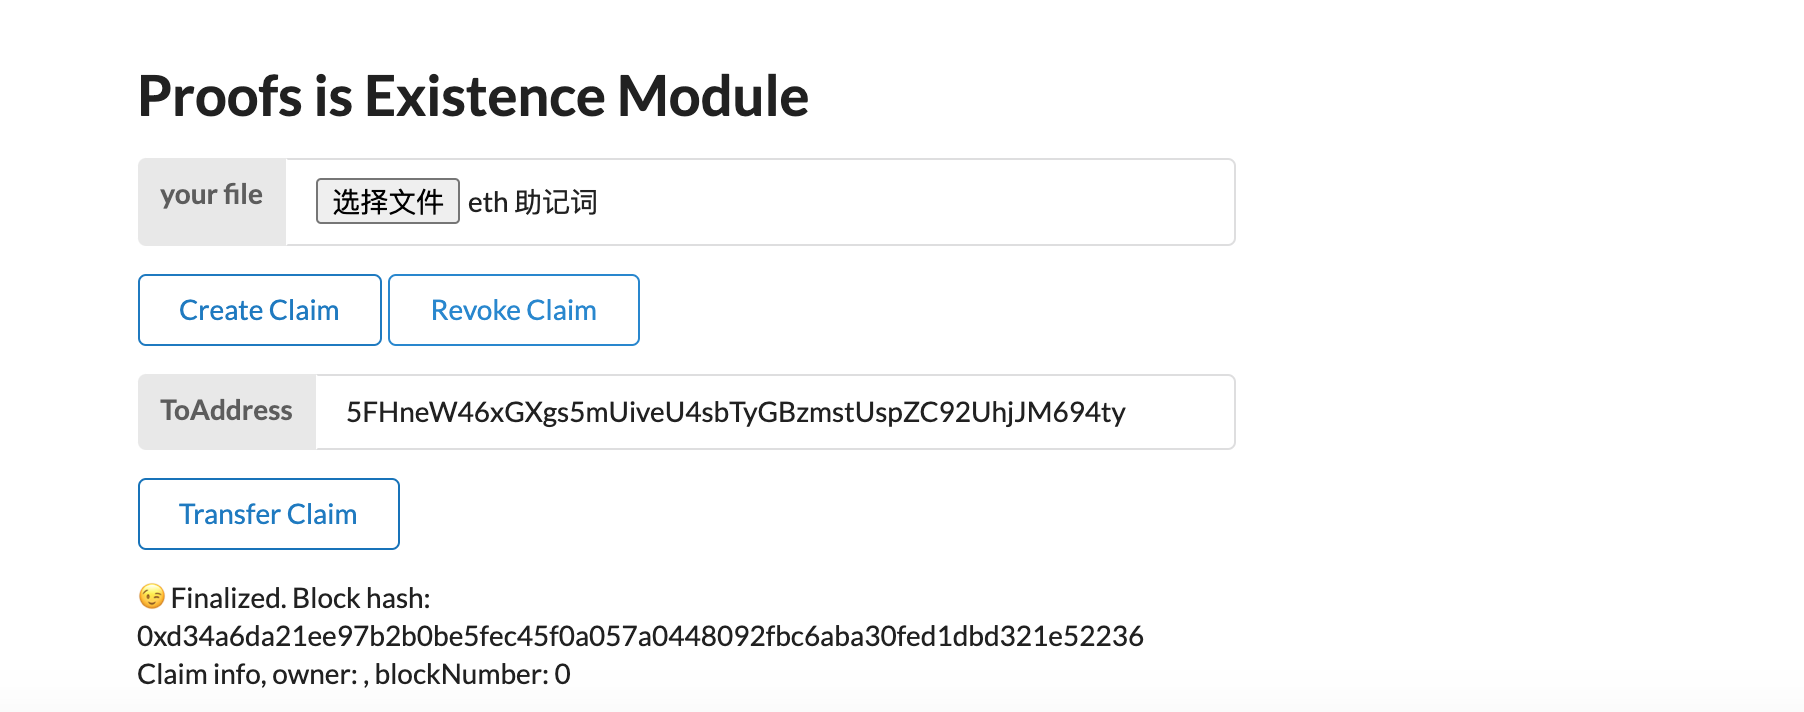 Proofs is Existence Module
your file 选择文件 eth 助记词
Create Claim Revoke Claim
ToAddress 5FHneW46xGXgs5mUiveU4sbTyGBzmstUspZC92UhjJM694ty
Transfer Claim
😉 Finalized. Block hash:
0xd34a6da21ee97b2b0be5fec45f0a057a0448092fbc6aba30fed1dbd321e52236
Claim info, owner: , blockNumber: 0